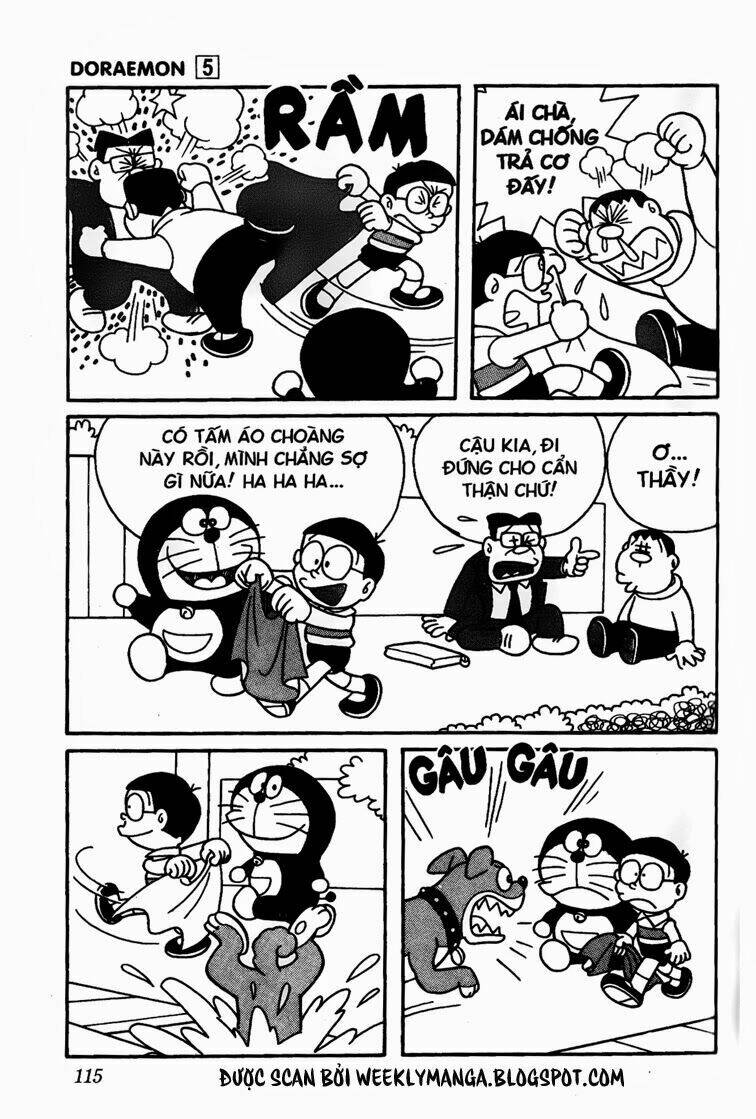 DORAEMON 5
RẦM
ÁI CHÀ,
DÁM CHỐNG
TRẢ CƠ
ĐẤY!
CÓ TẤM ÁO CHOÀNG
NÀY RỒI, MÌNH CHẲNG SỢ
GÌ NỮA! HA HA HA...
CẬU KIA, ĐI
ĐỨNG CHO CẨN
THẬN CHỨ!
Ơ...
THẦY!
GÂU GÂU
115
ĐƯỢC SCAN BỞI WEEKLYMANGA.BLOGSPOT.COM